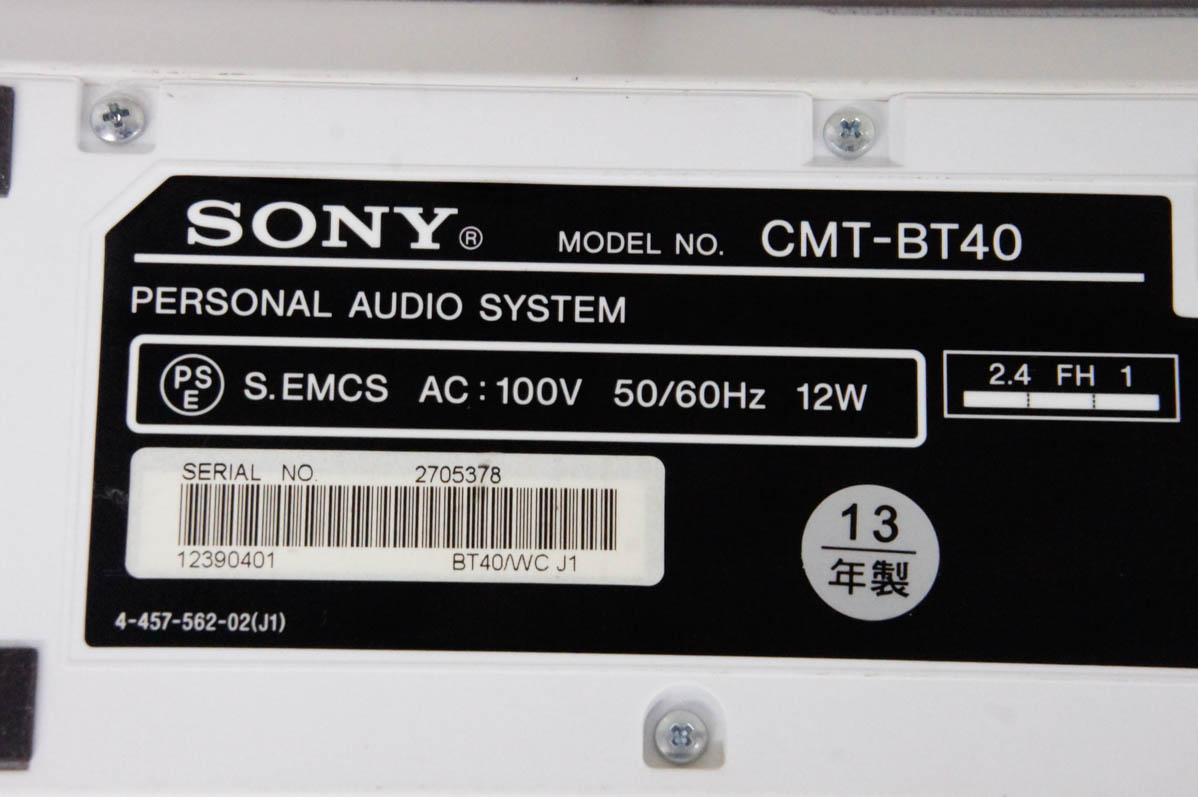 SONY® MODEL NO. CMT-BT40
PERSONAL AUDIO SYSTEM
PSE S.EMCS AC:100V 50/60Hz 12W
2.4 FH 1
SERIAL NO. 2705378
12390401 BT40/WC J1
13
年製
4-457-562-02(J1)